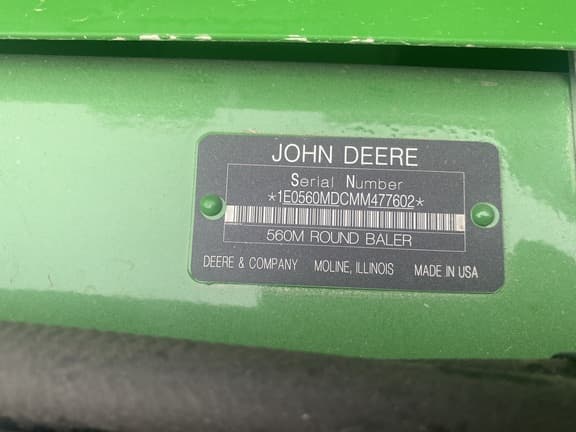 JOHN DEERE
Serial Number
*1E0560MDCMM477602*
560M ROUND BALER
DEERE & COMPANY MOLINE, ILLINOIS MADE IN USA